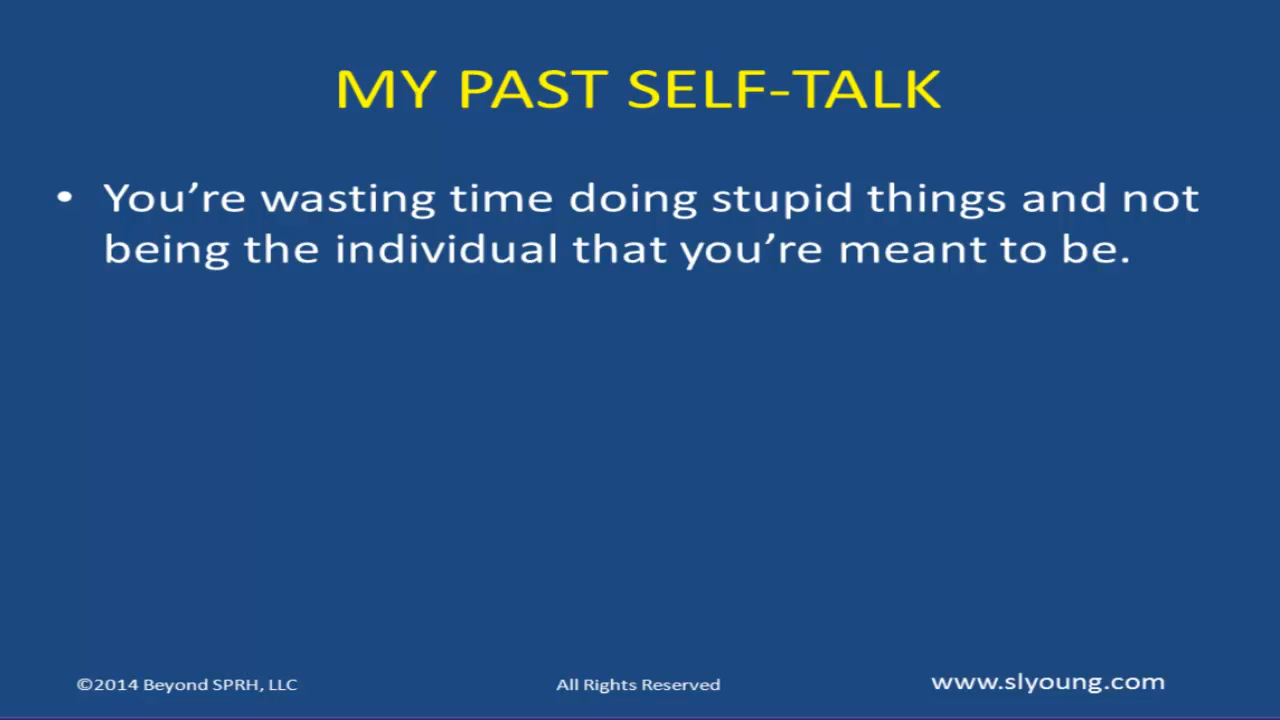 MY PAST SELF-TALK
• You’re wasting time doing stupid things and not
being the individual that you’re meant to be.
©2014 Beyond SPRH, LLC
All Rights Reserved
www.slyoung.com